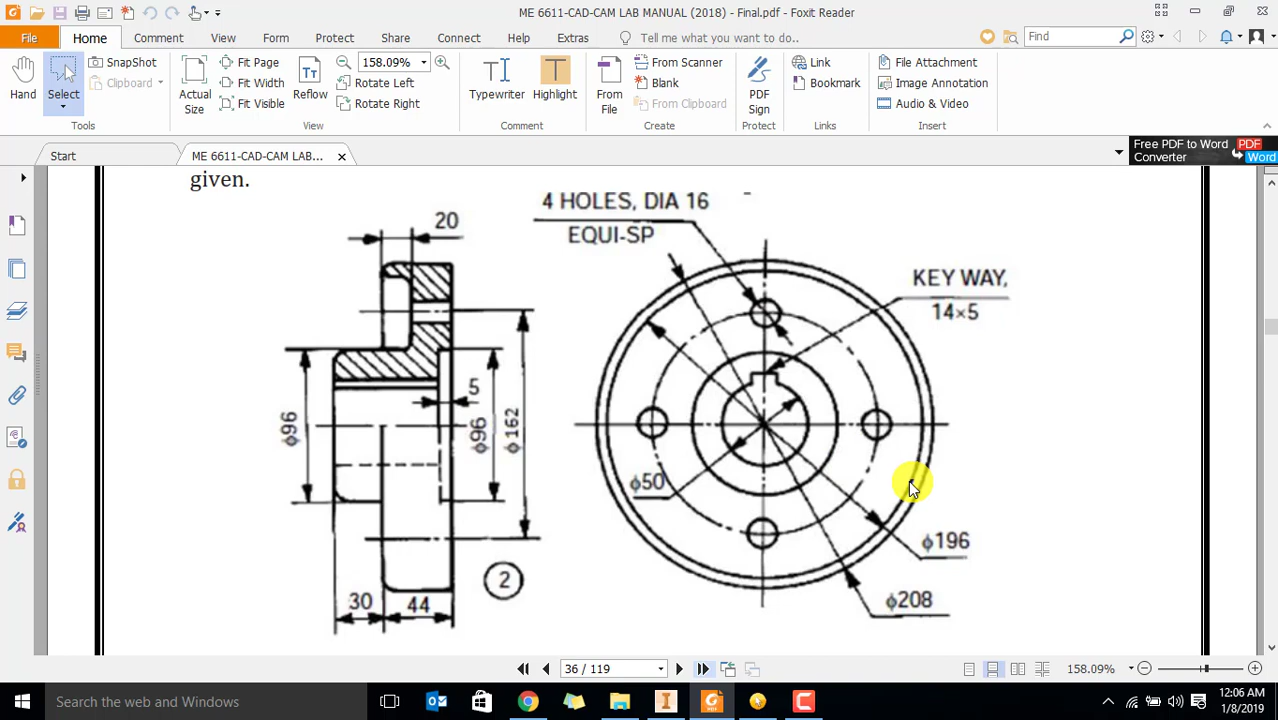 ME 6611-CAD-CAM LAB MANUAL (2018) - Final.pdf - Foxit Reader
File Home Comment View Form Protect Share Connect Help Extras Tell me what you want to do.. Find
Hand
Select
SnapShot
Clipboard
Tools
Actual Size
Fit Page
Fit Width
Fit Visible
Reflow
158.09%
Rotate Left
Rotate Right
View
Typewriter
Highlight
Comment
From File
From Scanner
Blank
From Clipboard
Create
PDF Sign
Protect
Link
Bookmark
Links
File Attachment
Image Annotation
Audio & Video
Insert
Start
ME 6611-CAD-CAM LAB...
Free PDF to Word Converter
PDF
Word
given.
4 HOLES, DIA 16
EQUI-SP
20
KEY WAY,
14×5
5
ϕ96
ϕ96
ϕ162
ϕ50
ϕ196
2
30
44
ϕ208
36 / 119
158.09%
Search the web and Windows
12:06 AM
1/8/2019